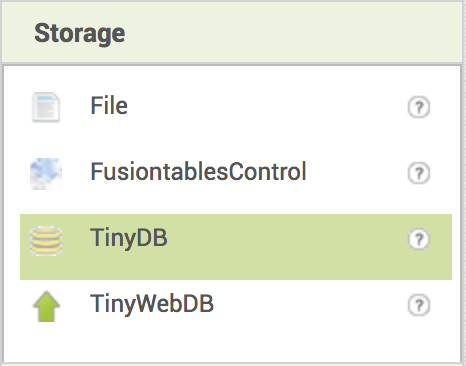 Storage
File
?
FusiontablesControl
?
TinyDB
?
TinyWebDB
?